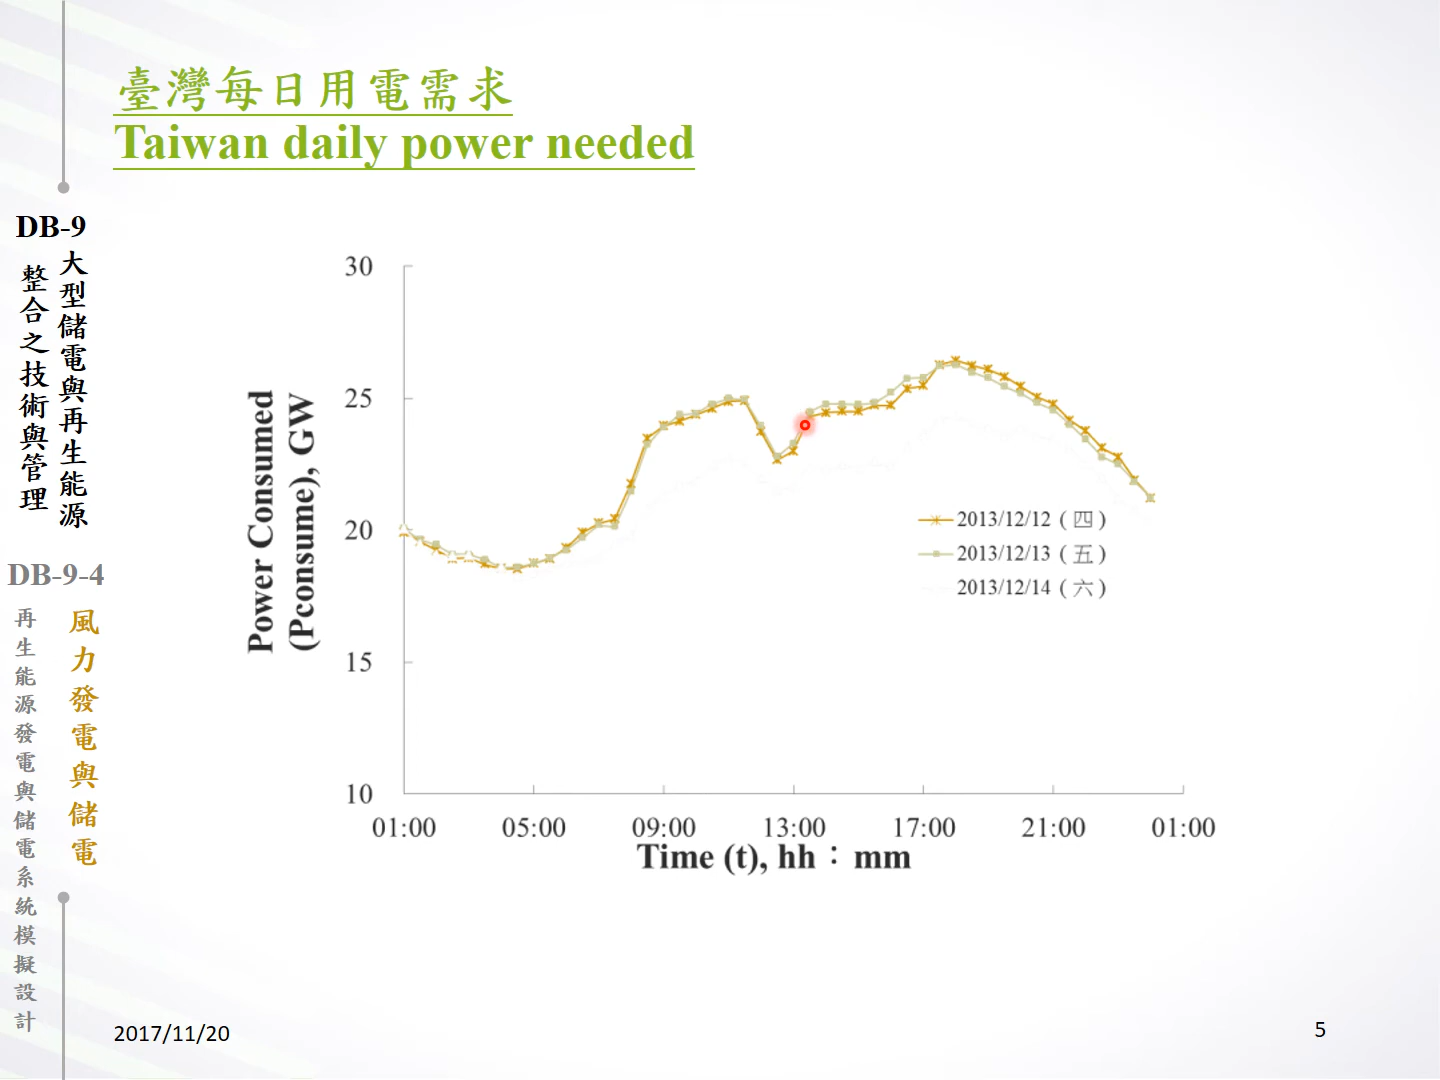 臺灣每日用電需求
Taiwan daily power needed
DB-9
大型儲電與再生能源
整合之技術與管理
DB-9-4
風力發電與儲電
再生能源發電與儲電系統模擬設計
Power Consumed
(Pconsume), GW
30
25
20
15
10
2013/12/12 ( 四 )
2013/12/13 ( 五 )
2013/12/14 ( 六 )
01:00 05:00 09:00 13:00 17:00 21:00 01:00
Time (t), hh：mm
2017/11/20
5